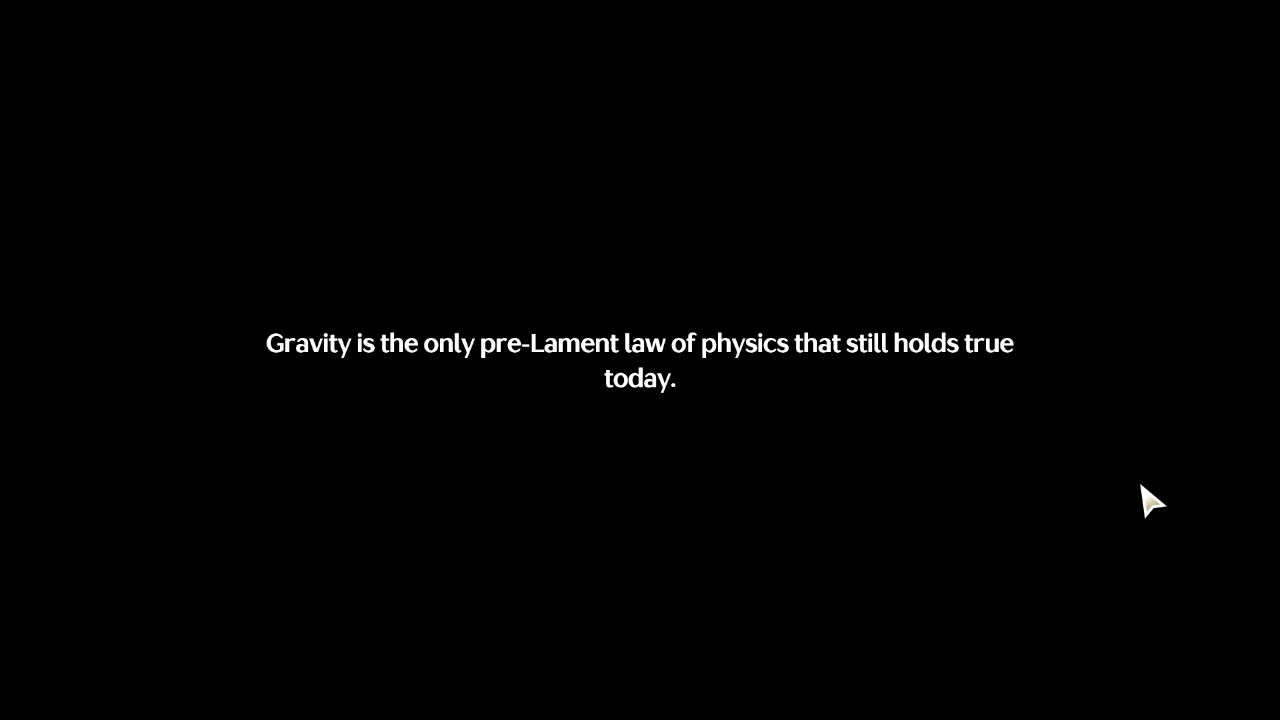 Gravity is the only pre-Lament law of physics that still holds true
today.